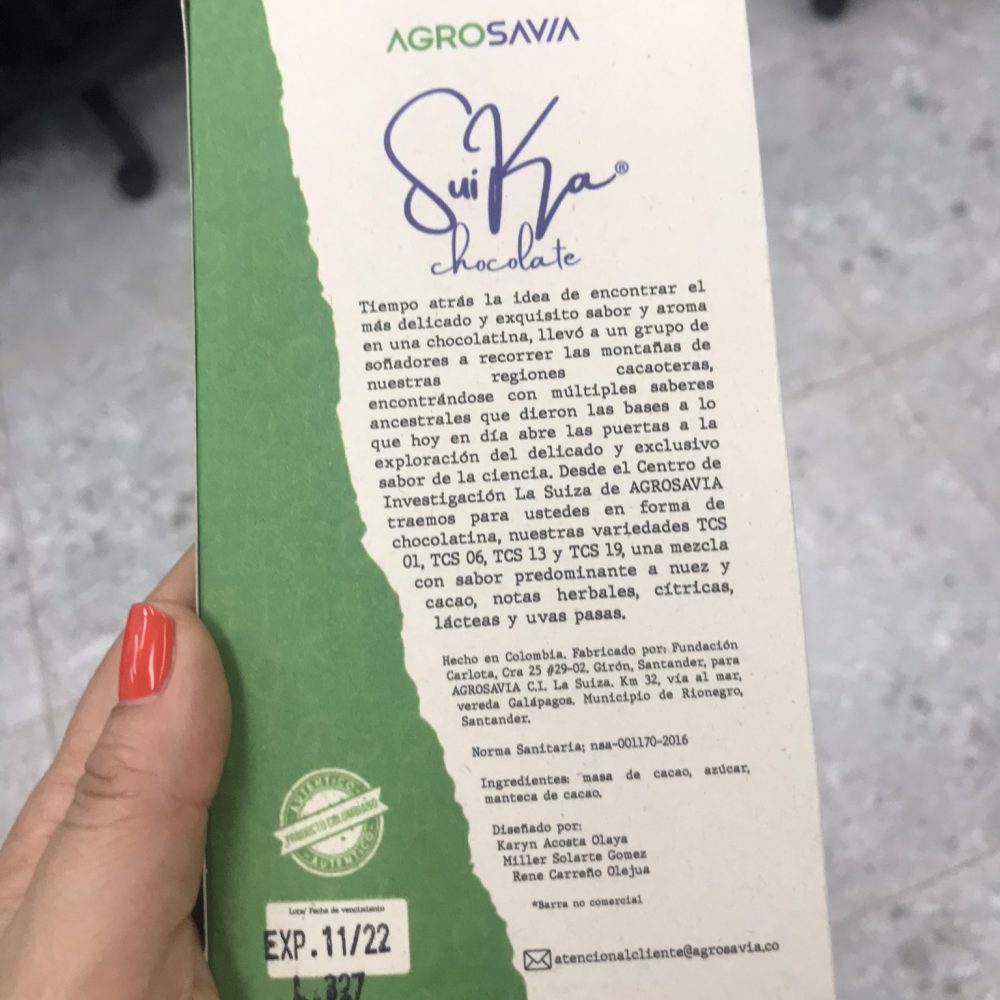 AGROSAVIA
SuiKa®
chocolate
Tiempo atrás la idea de encontrar el
más delicado y exquisito sabor y aroma
en una chocolatina, llevó a un grupo de
soñadores a recorrer las montañas de
nuestras regiones cacaoteras,
encontrándose con múltiples saberes
ancestrales que dieron las bases a lo
que hoy en día abre las puertas a la
exploración del delicado y exclusivo
sabor de la ciencia. Desde el Centro de
Investigación La Suiza de AGROSAVIA
traemos para ustedes en forma de
chocolatina, nuestras variedades TCS
01, TCS 06, TCS 13 y TCS 19, una mezcla
con sabor predominante a nuez y
cacao, notas herbales, cítricas,
lácteas y uvas pasas.
Hecho en Colombia. Fabricado por: Fundación
Carlota, Cra 25 #29-02. Girón, Santander, para
AGROSAVIA C.I. La Suiza. Km 32, vía al mar,
vereda Galápagos. Municipio de Rionegro,
Santander.
Norma Sanitaria; nsa-001170-2016
Ingredientes: masa de cacao, azúcar,
manteca de cacao.
Diseñado por:
Karyn Acosta Olaya
Miller Solarte Gomez
Rene Carreño Olejua
*Barra no comercial
atencionalcliente@agrosavia.co
AUTENTICO
PRODUCTO COLOMBIANO
AUTENTICO
Lote/ Fecha de vencimiento
EXP. 11/22
L. 327